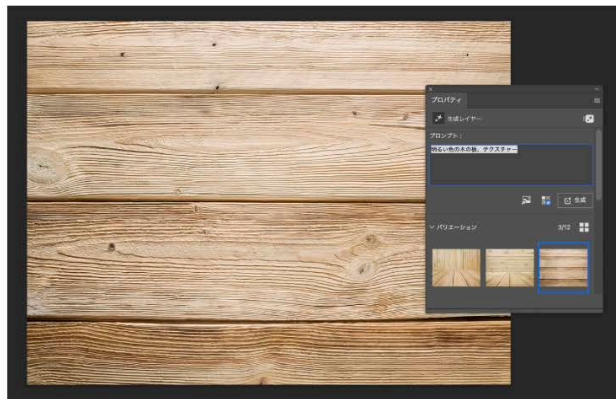 プロパティ
生成レイヤー
プロンプト：
明るい色の木の板、テクスチャー
生成
バリエーション 3/12